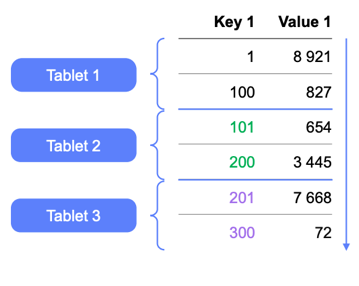 Key 1 Value 1
Tablet 1
1 8 921
100 827
Tablet 2
101 654
200 3 445
Tablet 3
201 7 668
300 72